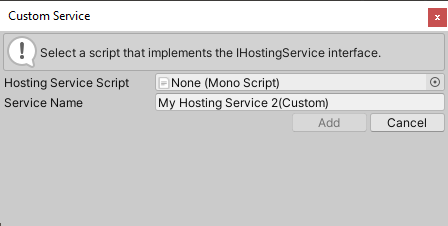 Custom Service
x
Select a script that implements the IHostingService interface.
Hosting Service Script None (Mono Script)
Service Name My Hosting Service 2(Custom)
Add Cancel